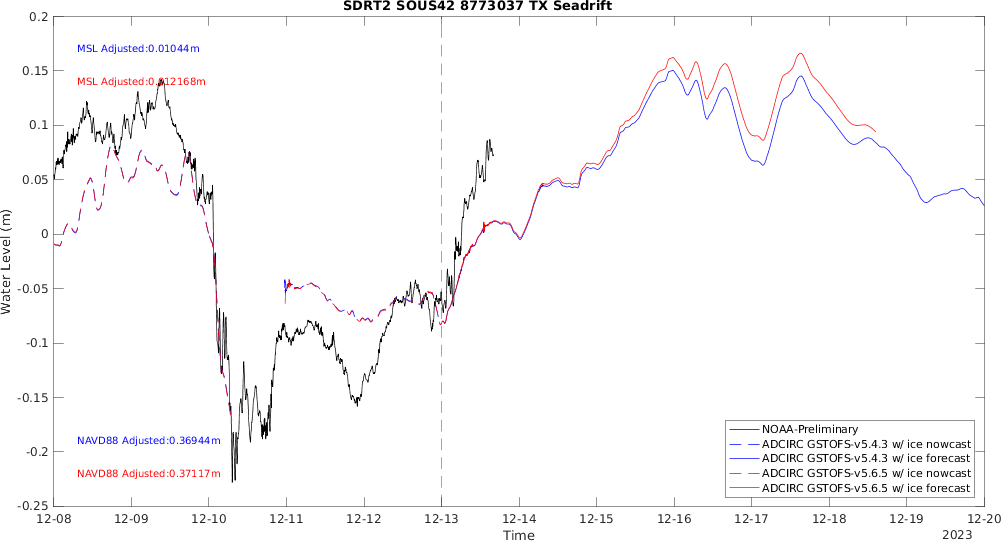 SDRT2 SOUS42 8773037 TX Seadrift
0.2
0.15
0.1
0.05
0
-0.05
-0.1
-0.15
-0.2
-0.25
Water Level (m)
MSL Adjusted:0.01044m
MSL Adjusted:0.012168m
NAVD88 Adjusted:0.36944m
NAVD88 Adjusted:0.37117m
NOAA-Preliminary
ADCIRC GSTOFS-v5.4.3 w/ ice nowcast
ADCIRC GSTOFS-v5.4.3 w/ ice forecast
ADCIRC GSTOFS-v5.6.5 w/ ice nowcast
ADCIRC GSTOFS-v5.6.5 w/ ice forecast
12-08 12-09 12-10 12-11 12-12 12-13 12-14 12-15 12-16 12-17 12-18 12-19 12-20
Time
2023